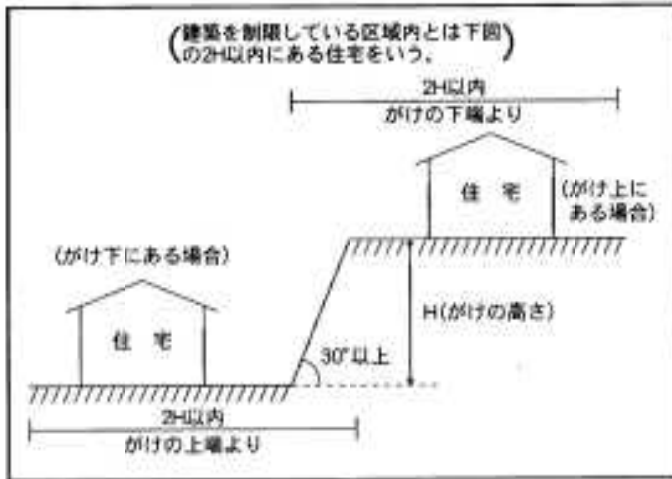 (建築を制限している区域内とは下図
の2H以内にある住宅をいう。)
2H以内
がけの下端より
住 宅
(がけ上に
ある場合)
(がけ下にある場合)
住 宅
H(がけの高さ)
30°以上
2H以内
がけの上端より